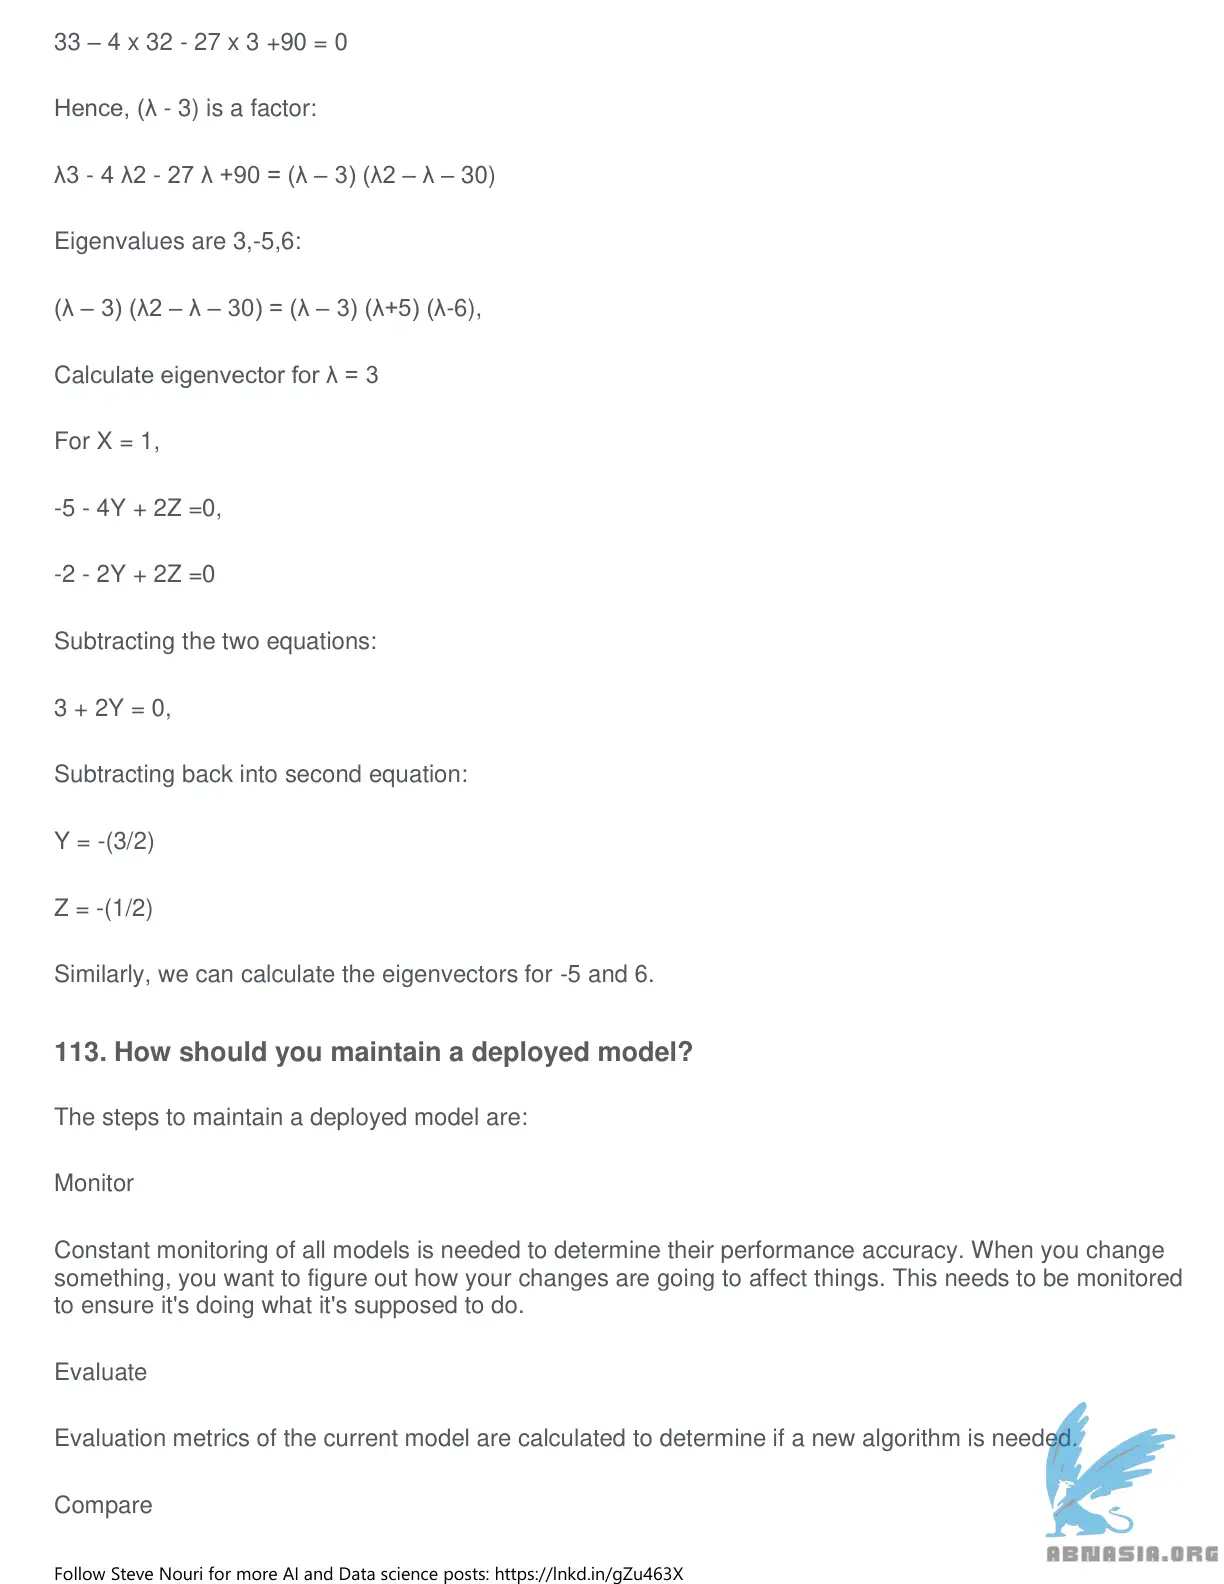 33 – 4 x 32 - 27 x 3 +90 = 0
Hence, (λ - 3) is a factor:
λ3 - 4 λ2 - 27 λ +90 = (λ – 3) (λ2 – λ – 30)
Eigenvalues are 3,-5,6:
(λ – 3) (λ2 – λ – 30) = (λ – 3) (λ+5) (λ-6),
Calculate eigenvector for λ = 3
For X = 1,
-5 - 4Y + 2Z =0,
-2 - 2Y + 2Z =0
Subtracting the two equations:
3 + 2Y = 0,
Subtracting back into second equation:
Y = -(3/2)
Z = -(1/2)
Similarly, we can calculate the eigenvectors for -5 and 6.
113. How should you maintain a deployed model?
The steps to maintain a deployed model are:
Monitor
Constant monitoring of all models is needed to determine their performance accuracy. When you change
something, you want to figure out how your changes are going to affect things. This needs to be monitored
to ensure it's doing what it's supposed to do.
Evaluate
Evaluation metrics of the current model are calculated to determine if a new algorithm is needed.
Compare
ABNASIA.ORG
Follow Steve Nouri for more AI and Data science posts: https://lnkd.in/gZu463X